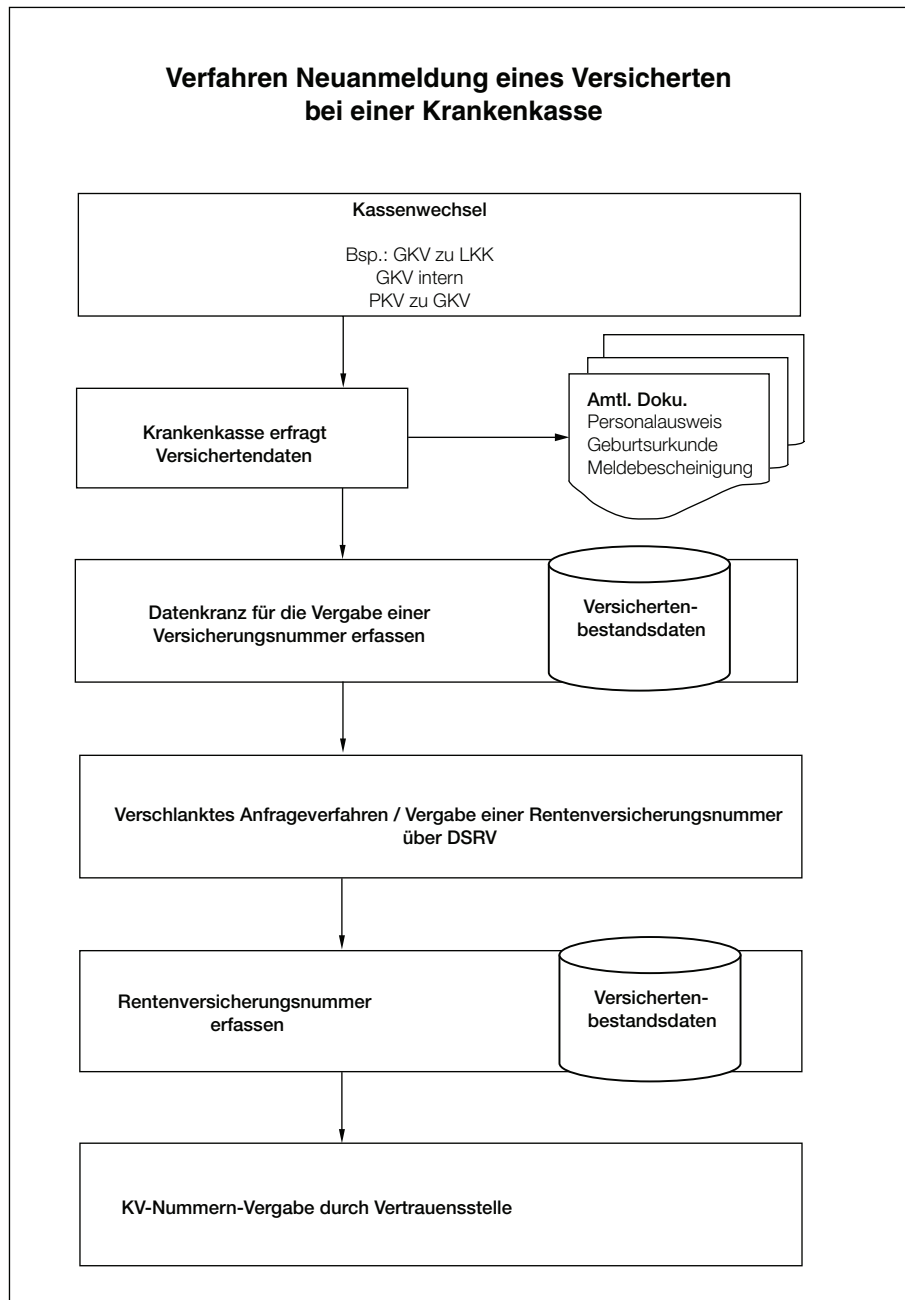 Verfahren Neuanmeldung eines Versicherten
bei einer Krankenkasse
Kassenwechsel
Bsp.: GKV zu LKK
GKV intern
PKV zu GKV
Krankenkasse erfragt
Versichertendaten
Amtl. Doku.
Personalausweis
Geburtsurkunde
Meldebescheinigung
Datenkranz für die Vergabe einer
Versicherungsnummer erfassen
Versicherten-
bestandsdaten
Verschlanktes Anfrageverfahren / Vergabe einer Rentenversicherungsnummer
über DSRV
Rentenversicherungsnummer
erfassen
Versicherten-
bestandsdaten
KV-Nummern-Vergabe durch Vertrauensstelle